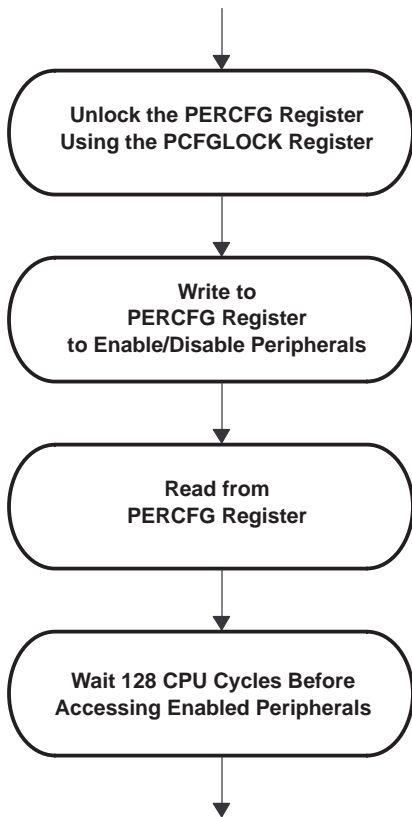 Unlock the PERCFG Register
Using the PCFGLOCK Register
Write to
PERCFG Register
to Enable/Disable Peripherals
Read from
PERCFG Register
Wait 128 CPU Cycles Before
Accessing Enabled Peripherals